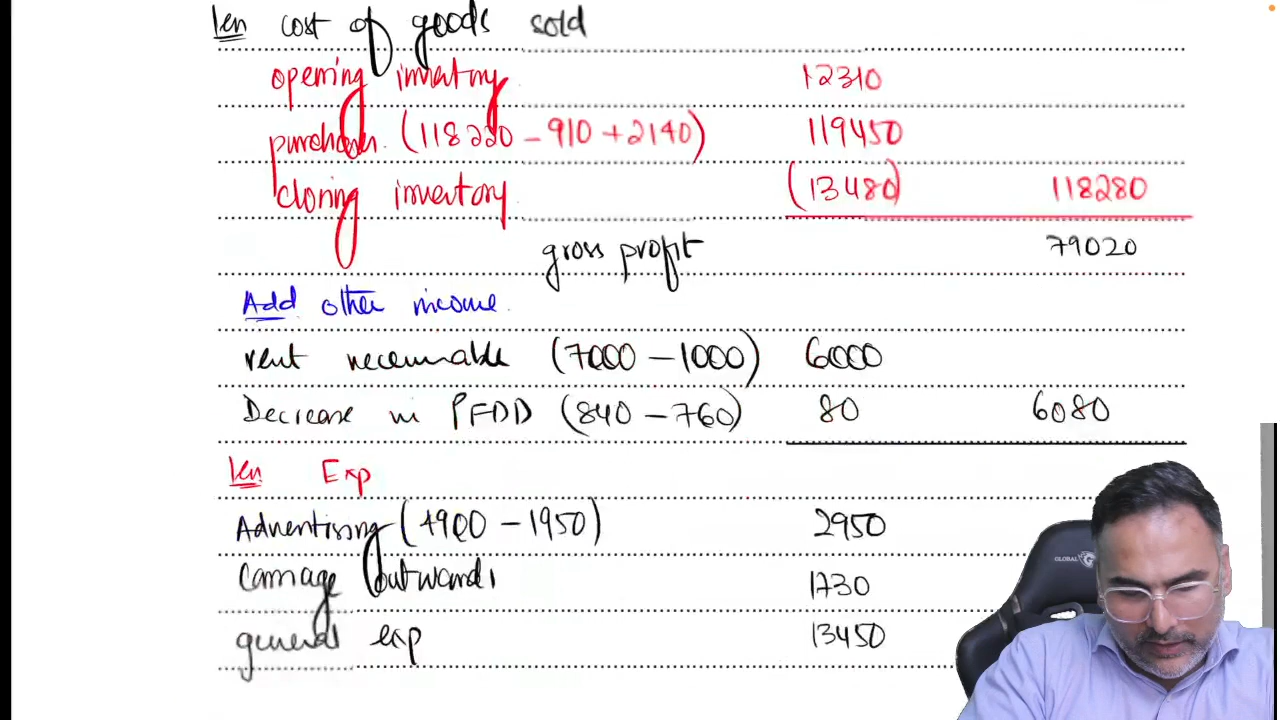 Less cost of goods sold
opening inventory 12310
purchases (118220 - 910 + 2140) 119450
closing inventory (13480) 118280
gross profit 79020
Add other income.
rent receivable (7000 - 1000) 6000
Decrease in PFDD (840 - 760) 80 6080
Less Exp
Advertising (4900 - 1950) 2950
Carriage outwards 1730
general exp 13450
GLOBAL